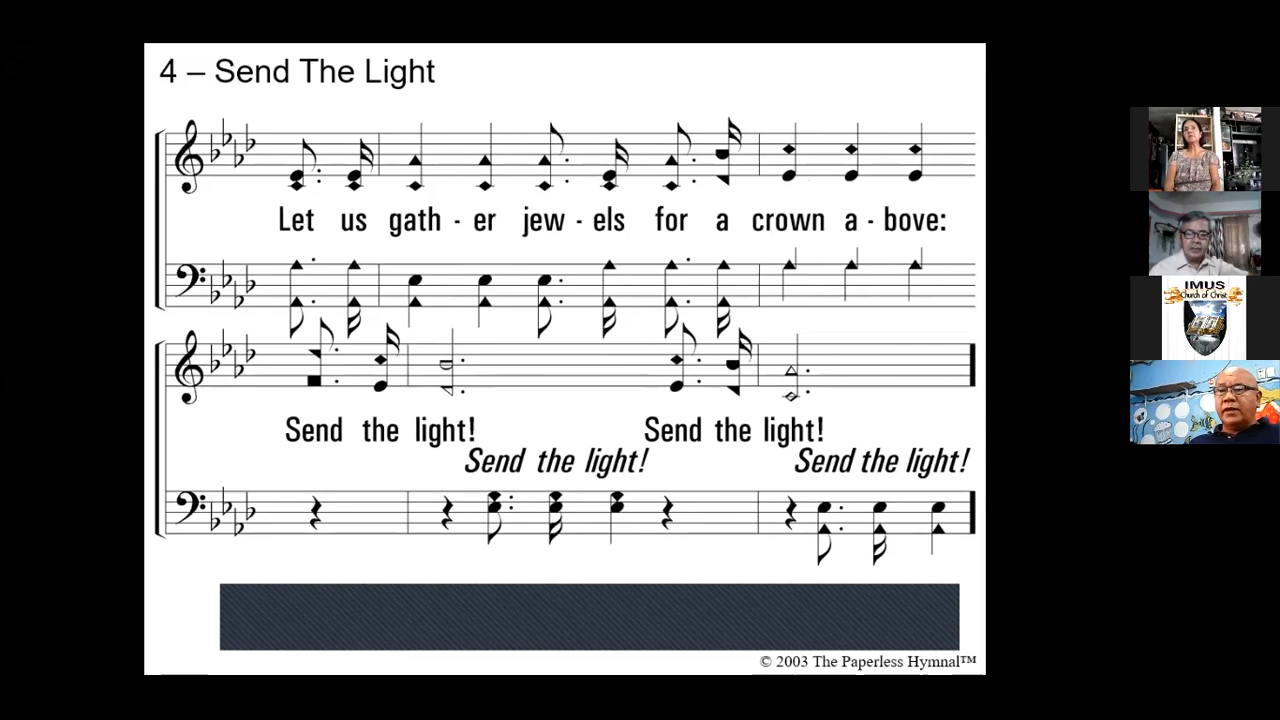 4 – Send The Light
Let us gath - er jew - els for a crown a - bove:
Send the light! Send the light!
Send the light! Send the light!
© 2003 The Paperless Hymnal™
IMUS
Church of Christ